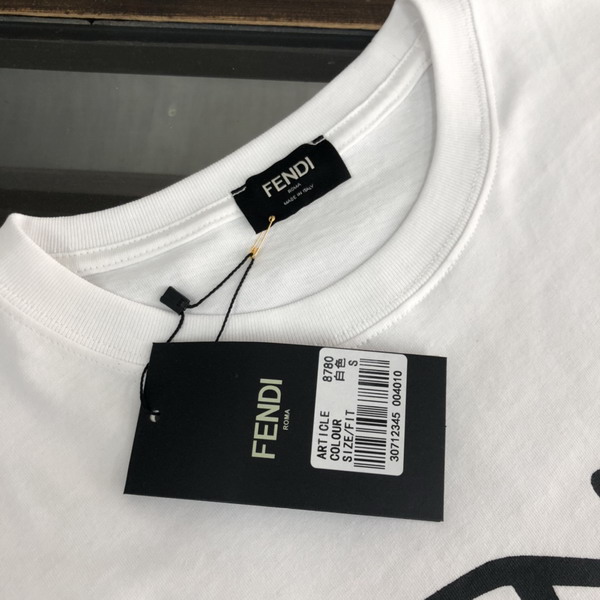 FENDI
ROMA
MADE IN ITALY
FENDI
ROMA
ARTICLE 8780
COLOUR 白色
SIZE/FIT S
30712345 004010